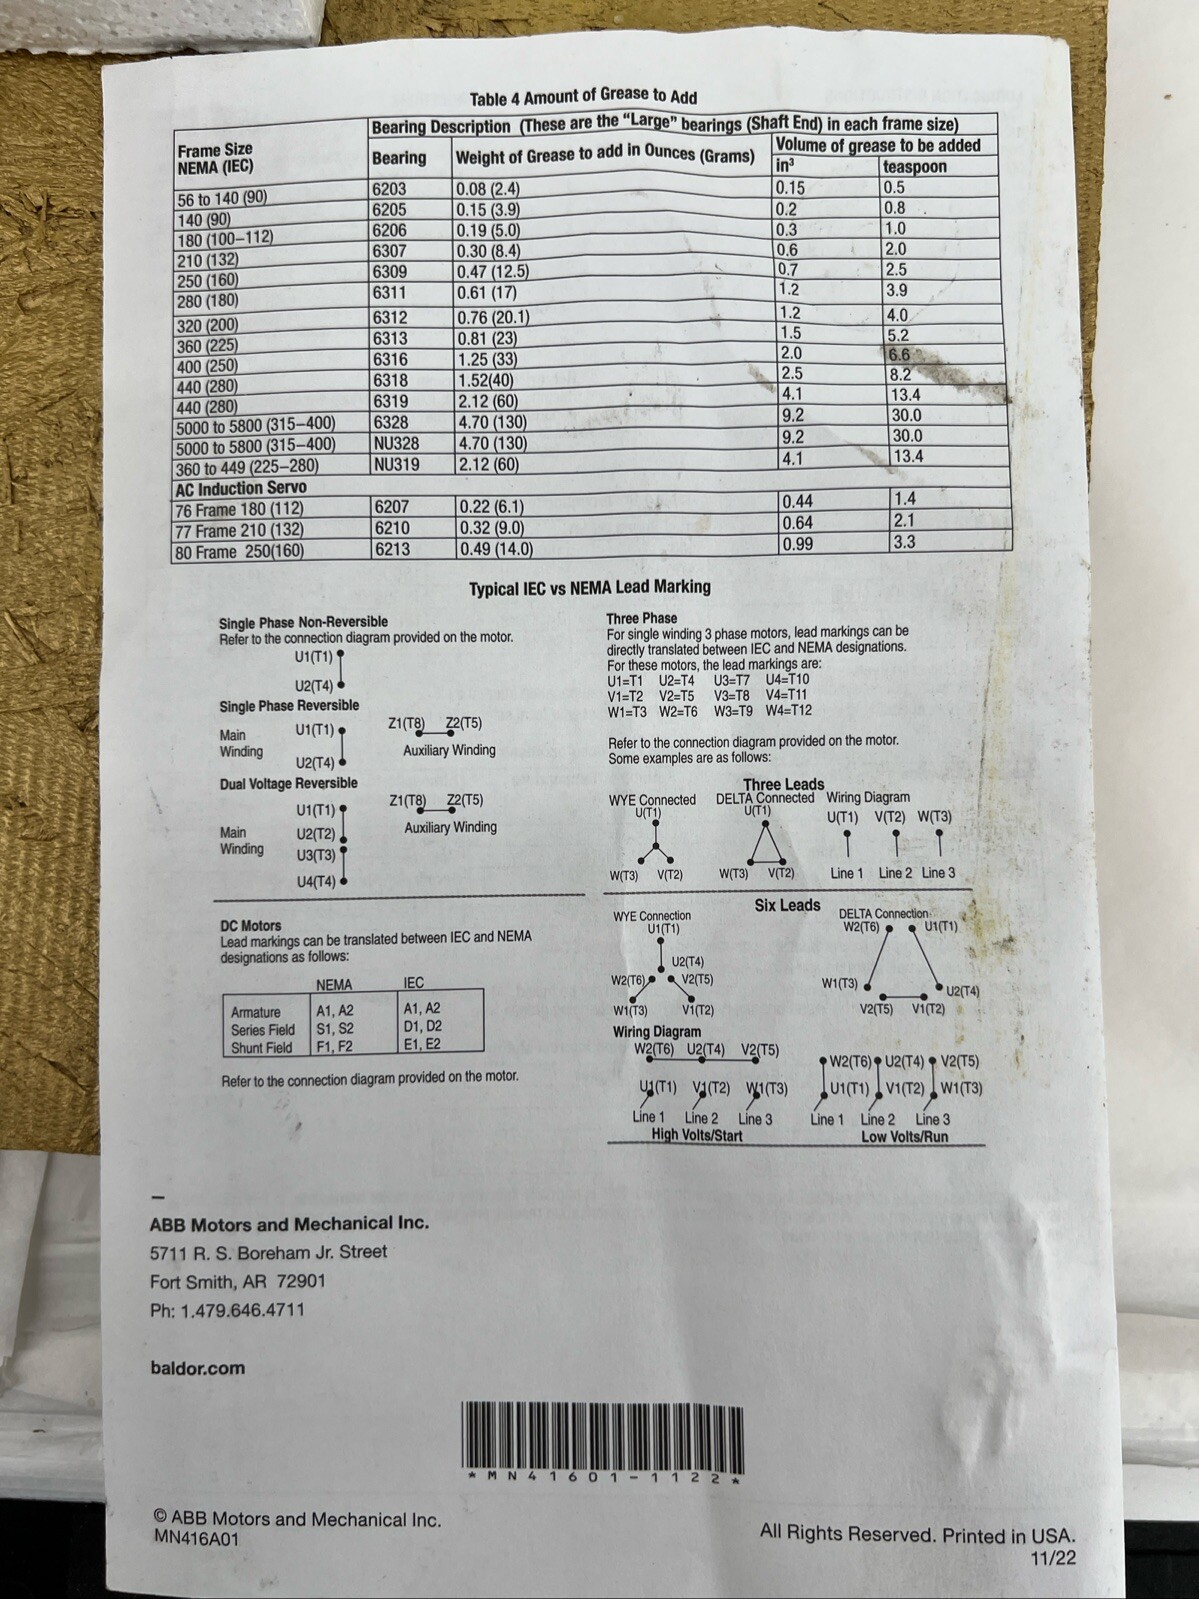 Table 4 Amount of Grease to Add
Frame Size NEMA (IEC) Bearing Description (These are the "Large" bearings (Shaft End) in each frame size)
Bearing Weight of Grease to add in Ounces (Grams) Volume of grease to be added
in³ teaspoon
56 to 140 (90) 6203 0.08 (2.4) 0.15 0.5
140 (90) 6205 0.15 (3.9) 0.2 0.8
180 (100–112) 6206 0.19 (5.0) 0.3 1.0
210 (132) 6307 0.30 (8.4) 0.6 2.0
250 (160) 6309 0.47 (12.5) 0.7 2.5
280 (180) 6311 0.61 (17) 1.2 3.9
320 (200) 6312 0.76 (20.1) 1.2 4.0
360 (225) 6313 0.81 (23) 1.5 5.2
400 (250) 6316 1.25 (33) 2.0 6.6
440 (280) 6318 1.52(40) 2.5 8.2
440 (280) 6319 2.12 (60) 4.1 13.4
5000 to 5800 (315–400) 6328 4.70 (130) 9.2 30.0
5000 to 5800 (315–400) NU328 4.70 (130) 9.2 30.0
360 to 449 (225–280) NU319 2.12 (60) 4.1 13.4
AC Induction Servo
76 Frame 180 (112) 6207 0.22 (6.1) 0.44 1.4
77 Frame 210 (132) 6210 0.32 (9.0) 0.64 2.1
80 Frame 250(160) 6213 0.49 (14.0) 0.99 3.3
Typical IEC vs NEMA Lead Marking
Single Phase Non-Reversible
Refer to the connection diagram provided on the motor.
U1(T1)
U2(T4)
Single Phase Reversible
Main Winding
U1(T1)
U2(T4)
Z1(T8) Z2(T5)
Auxiliary Winding
Dual Voltage Reversible
Main Winding
U1(T1)
U2(T2)
U3(T3)
U4(T4)
Z1(T8) Z2(T5)
Auxiliary Winding
DC Motors
Lead markings can be translated between IEC and NEMA
designations as follows:
NEMA IEC
Armature A1, A2 A1, A2
Series Field S1, S2 D1, D2
Shunt Field F1, F2 E1, E2
Refer to the connection diagram provided on the motor.
Three Phase
For single winding 3 phase motors, lead markings can be
directly translated between IEC and NEMA designations.
For these motors, the lead markings are:
U1=T1 U2=T4 U3=T7 U4=T10
V1=T2 V2=T5 V3=T8 V4=T11
W1=T3 W2=T6 W3=T9 W4=T12
Refer to the connection diagram provided on the motor.
Some examples are as follows:
Three Leads
WYE Connected DELTA Connected Wiring Diagram
U(T1) U(T1) U(T1) V(T2) W(T3)
W(T3) V(T2) W(T3) V(T2) Line 1 Line 2 Line 3
Six Leads
WYE Connection DELTA Connection
U1(T1) W2(T6) U1(T1)
U2(T4)
W2(T6) V2(T5) W1(T3) U2(T4)
W1(T3) V1(T2) V2(T5) V1(T2)
Wiring Diagram
W2(T6) U2(T4) V2(T5) W2(T6) U2(T4) V2(T5)
U1(T1) V1(T2) W1(T3) U1(T1) V1(T2) W1(T3)
Line 1 Line 2 Line 3 Line 1 Line 2 Line 3
High Volts/Start Low Volts/Run
ABB Motors and Mechanical Inc.
5711 R. S. Boreham Jr. Street
Fort Smith, AR 72901
Ph: 1.479.646.4711
baldor.com
*MN41601-1122*
© ABB Motors and Mechanical Inc.
MN416A01
All Rights Reserved. Printed in USA.
11/22